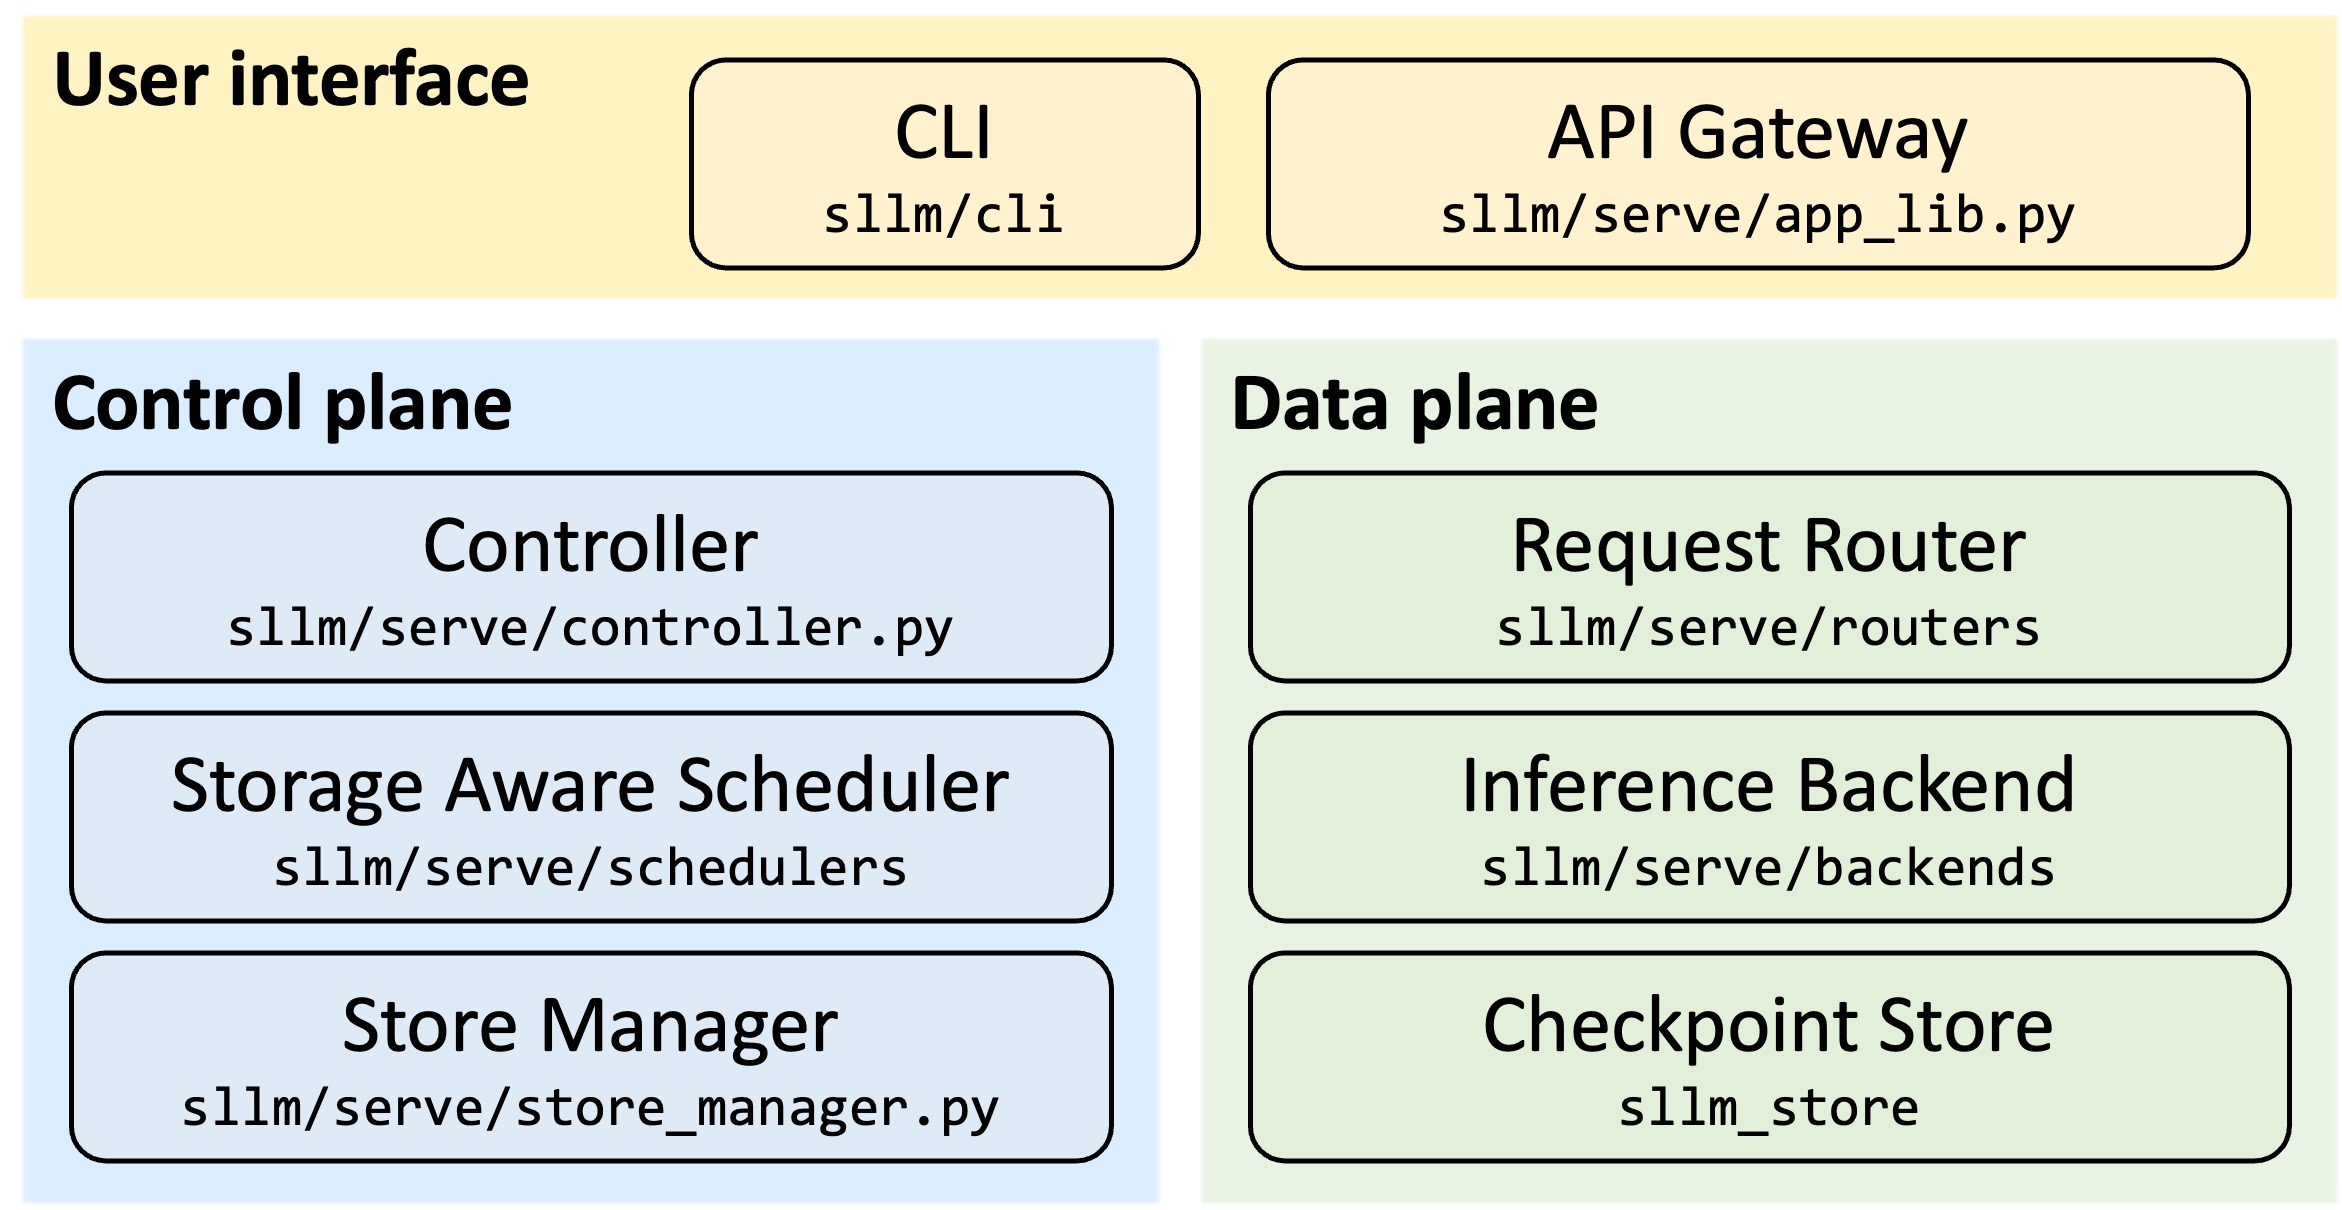 User interface
CLI
sllm/cli
API Gateway
sllm/serve/app_lib.py
Control plane
Controller
sllm/serve/controller.py
Storage Aware Scheduler
sllm/serve/schedulers
Store Manager
sllm/serve/store_manager.py
Data plane
Request Router
sllm/serve/routers
Inference Backend
sllm/serve/backends
Checkpoint Store
sllm_store